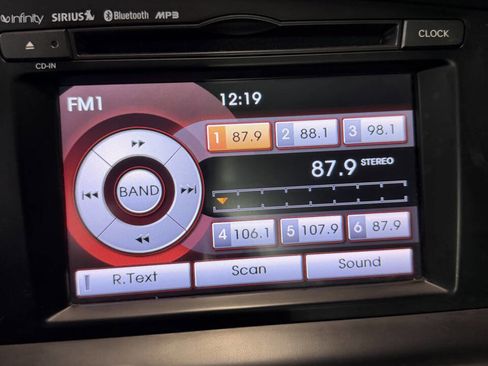 infinity SIRIUS Bluetooth MP3
CLOCK
CD-IN
FM1 12:19
1 87.9 2 88.1 3 98.1
87.9 STEREO
BAND
4 106.1 5 107.9 6 87.9
R.Text Scan Sound